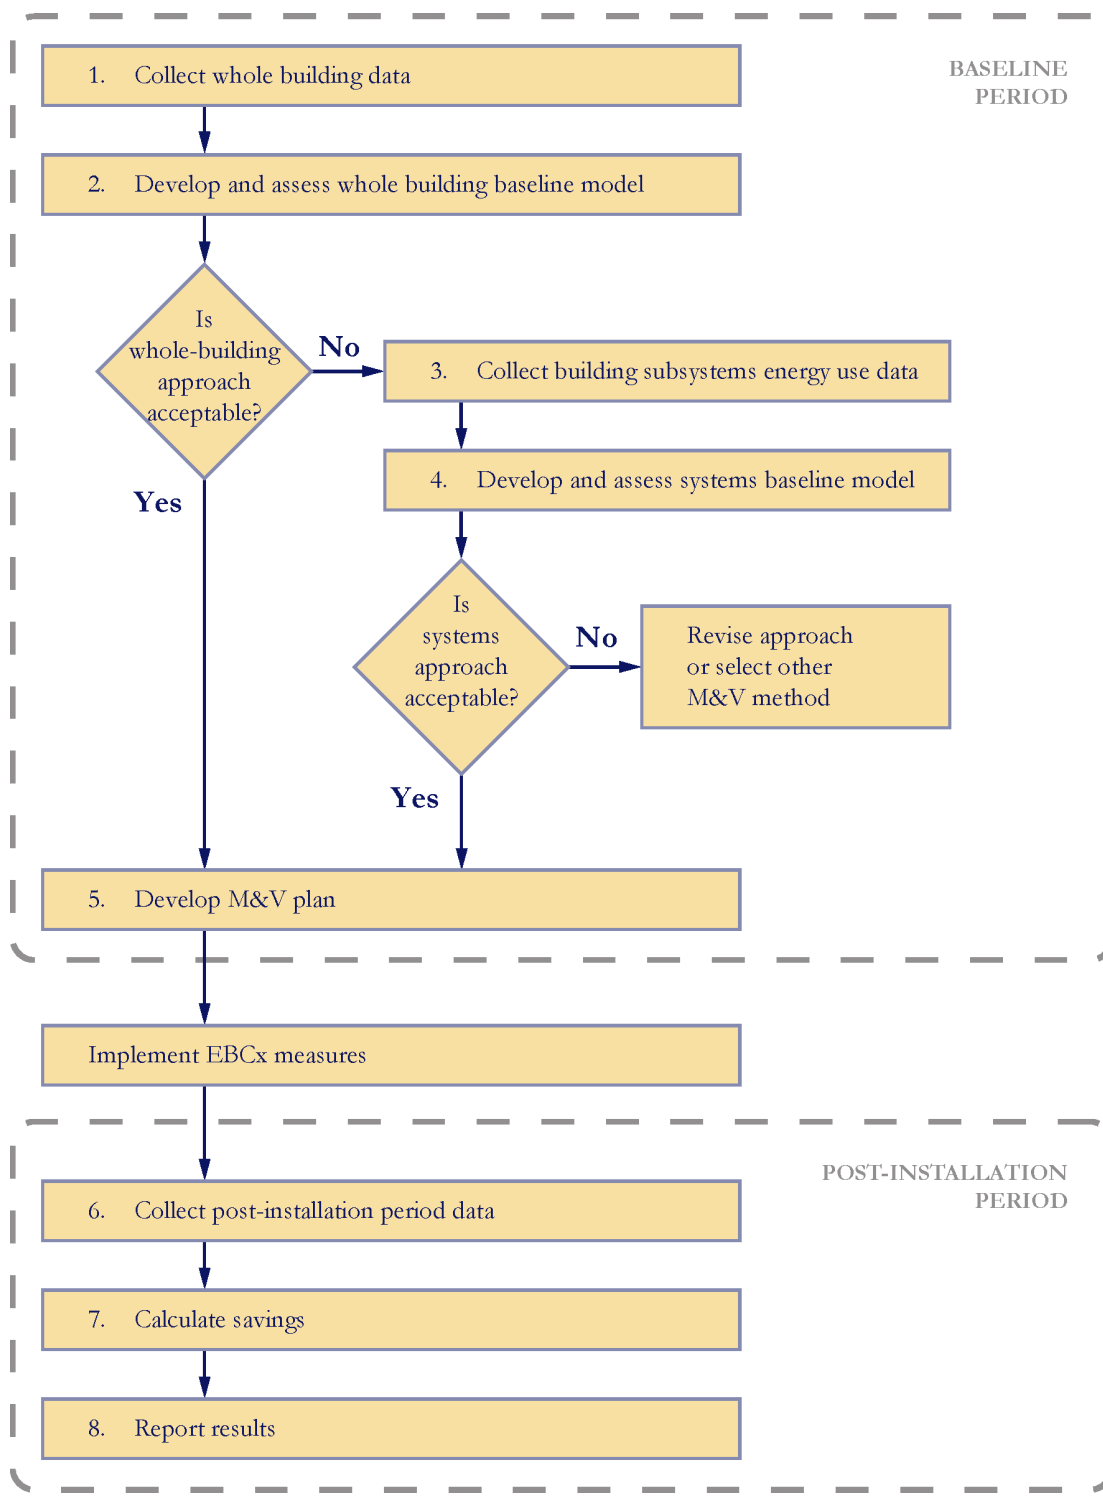 BASELINE
PERIOD
1. Collect whole building data
2. Develop and assess whole building baseline model
Is
whole-building
approach
acceptable?
No
3. Collect building subsystems energy use data
4. Develop and assess systems baseline model
Yes
Is
systems
approach
acceptable?
No
Revise approach
or select other
M&V method
Yes
5. Develop M&V plan
Implement EBCx measures
POST-INSTALLATION
PERIOD
6. Collect post-installation period data
7. Calculate savings
8. Report results